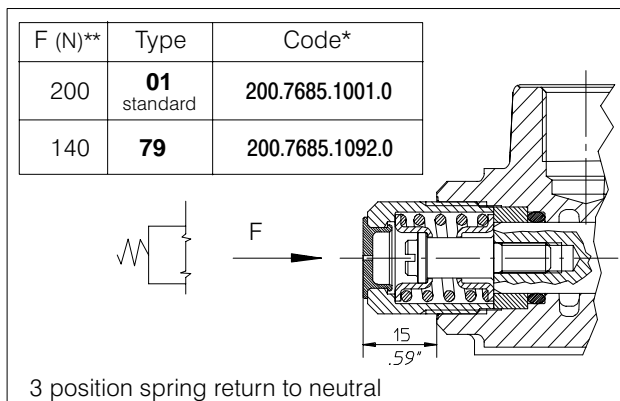 F (N)** Type Code*
200 01 standard 200.7685.1001.0
140 79 200.7685.1092.0
F
15
.59"
3 position spring return to neutral